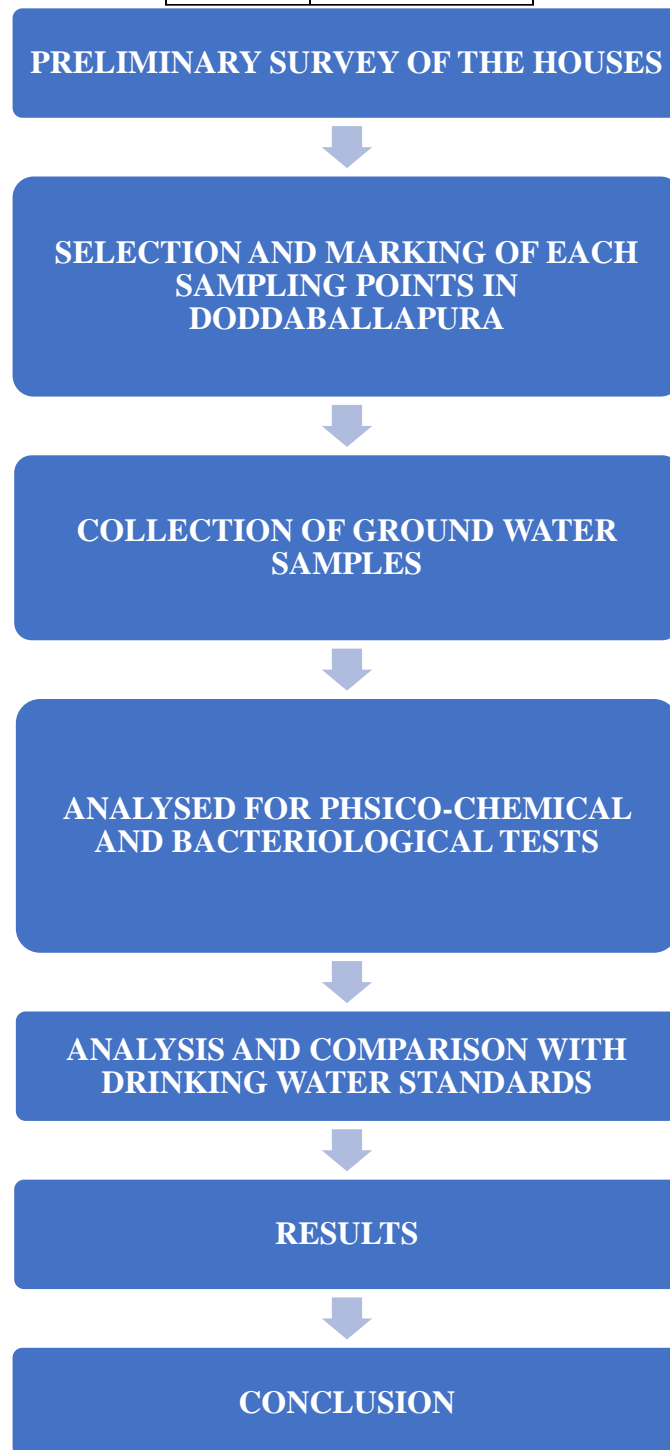 PRELIMINARY SURVEY OF THE HOUSES
SELECTION AND MARKING OF EACH
SAMPLING POINTS IN
DODDABALLAPURA
COLLECTION OF GROUND WATER
SAMPLES
ANALYSED FOR PHSICO-CHEMICAL
AND BACTERIOLOGICAL TESTS
ANALYSIS AND COMPARISON WITH
DRINKING WATER STANDARDS
RESULTS
CONCLUSION